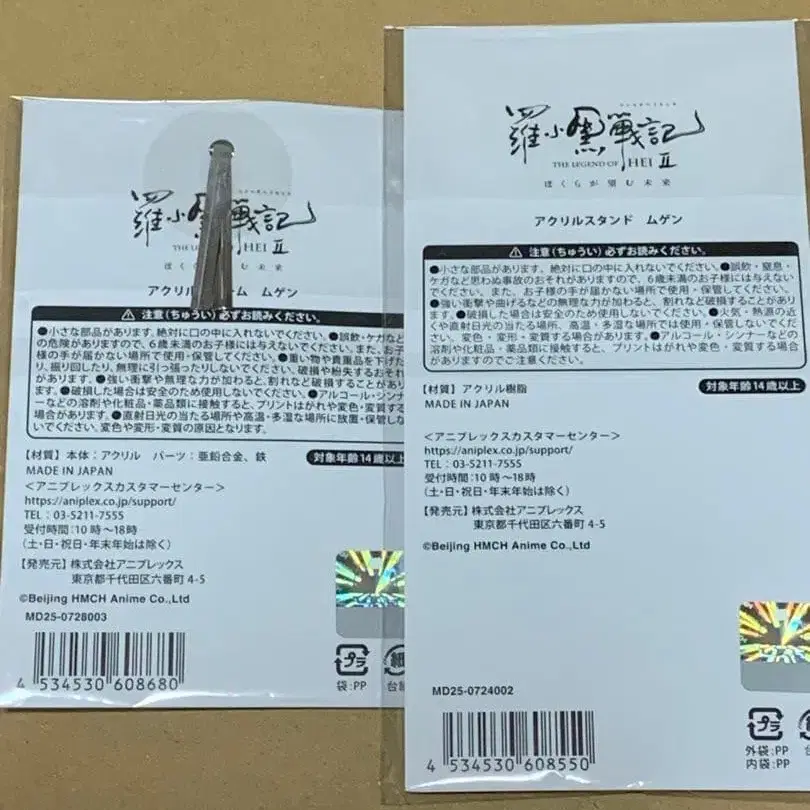 羅小黒戦記
THE LEGEND OF HEI II
ぼくらが望む未来
ムゲン
注意(ちゅうい)必ずお読みください。
●小さな部品があります。絶対に口の中に入れないでください。●誤飲・ケガなど
の危険がありますので、6歳未満のお子様には与えないでください。また、お子
様の手が届かない場所で使用・保管してください。●重い物や貴重品を下げた
り、振り回したり、無理に引っ張ったりしないでください。破損や紛失するおそれ
があります。●強い衝撃や無理な力が加わると、割れなど破損することがあり
ます。●破損した場合は安全のため使用しないでください。●アルコール・シンナ
ーなどの溶剤や化粧品・薬品類に接触すると、プリントはがれや変色・変質する
場合があります。●直射日光の当たる場所や高温・多湿な場所に放置・保管しな
いでください。変色や変形・変質の原因となります。
【材質】本体:アクリル パーツ:亜鉛合金、鉄
対象年齢14歳以上
MADE IN JAPAN
<アニプレックスカスタマーセンター>
https://aniplex.co.jp/support/
TEL:03-5211-7555
受付時間:10時~18時
(土・日・祝日・年末年始は除く)
【発売元】株式会社アニプレックス
東京都千代田区六番町4-5
©Beijing HMCH Anime Co.,Ltd
MD25-0728003
4 534530 608680
プラ
袋:PP
紙
台紙
羅小黒戦記
THE LEGEND OF HEI II
ぼくらが望む未来
アクリルスタンド ムゲン
注意(ちゅうい)必ずお読みください。
●小さな部品があります。絶対に口の中に入れないでください。●誤飲・窒息・
ケガなど思わぬ事故のおそれがありますので、6歳未満のお子様には与えない
でください。また、お子様の手が届かない場所で使用・保管してください。
●強い衝撃や曲げるなどの無理な力が加わると、割れなど破損することがあり
ます。●破損した場合は安全のため使用しないでください。●火気・熱源の近
くや直射日光の当たる場所、高温・多湿な場所では使用・保管しないでくださ
い。変色・変形・変質する場合があります。●アルコール・シンナーなどの
溶剤や化粧品、薬品類に接触すると、プリントはがれや変色・変質する場合
がありますのでご注意ください。
【材質】アクリル樹脂
対象年齢14歳以上
MADE IN JAPAN
<アニプレックスカスタマーセンター>
https://aniplex.co.jp/support/
TEL:03-5211-7555
受付時間:10時~18時
(土・日・祝日・年末年始は除く)
【発売元】株式会社アニプレックス
東京都千代田区六番町4-5
©Beijing HMCH Anime Co.,Ltd
MD25-0724002
4 534530 608550
プラ
外袋:PP
内袋:PP